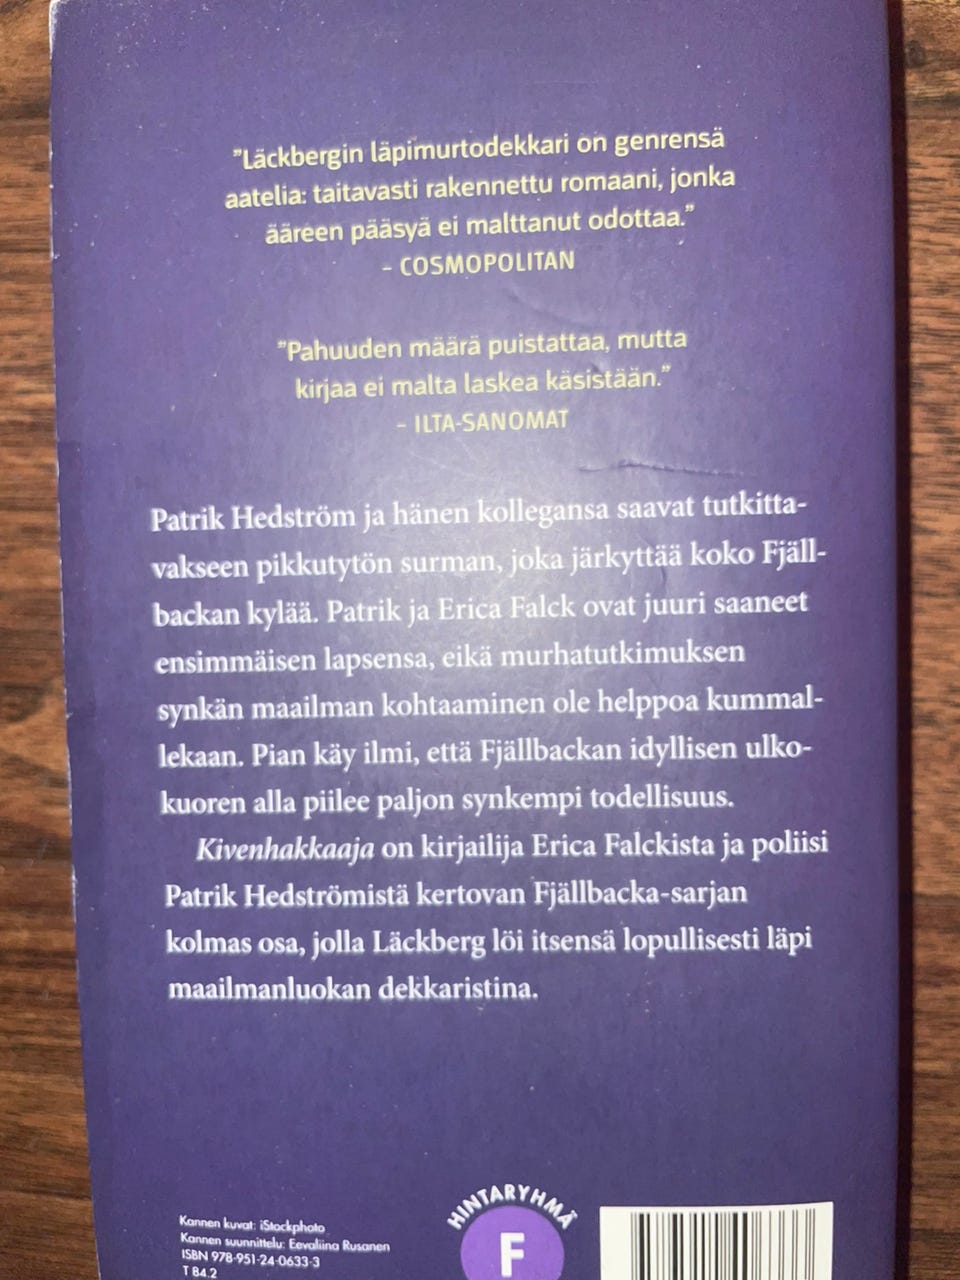 ”Läckbergin läpimurtodekkari on genrensä
aatelia: taitavasti rakennettu romaani, jonka
ääreen pääsyä ei malttanut odottaa.”
– COSMOPOLITAN
”Pahuuden määrä puistattaa, mutta
kirjaa ei malta laskea käsistään.”
– ILTA-SANOMAT
Patrik Hedström ja hänen kollegansa saavat tutkitta-
vakseen pikkutytön surman, joka järkyttää koko Fjäll-
backan kylää. Patrik ja Erica Falck ovat juuri saaneet
ensimmäisen lapsensa, eikä murhatutkimuksen
synkän maailman kohtaaminen ole helppoa kummal-
lekaan. Pian käy ilmi, että Fjällbackan idyllisen ulko-
kuoren alla piilee paljon synkempi todellisuus.
Kivenhakkaaja on kirjailija Erica Falckista ja poliisi
Patrik Hedströmistä kertovan Fjällbacka-sarjan
kolmas osa, jolla Läckberg löi itsensä lopullisesti läpi
maailmanluokan dekkaristina.
Kannen kuvat: iStockphoto
Kannen suunnittelu: Eevaliina Rusanen
ISBN 978-951-24-0633-3
T 84.2
HINTARYHMÄ
F